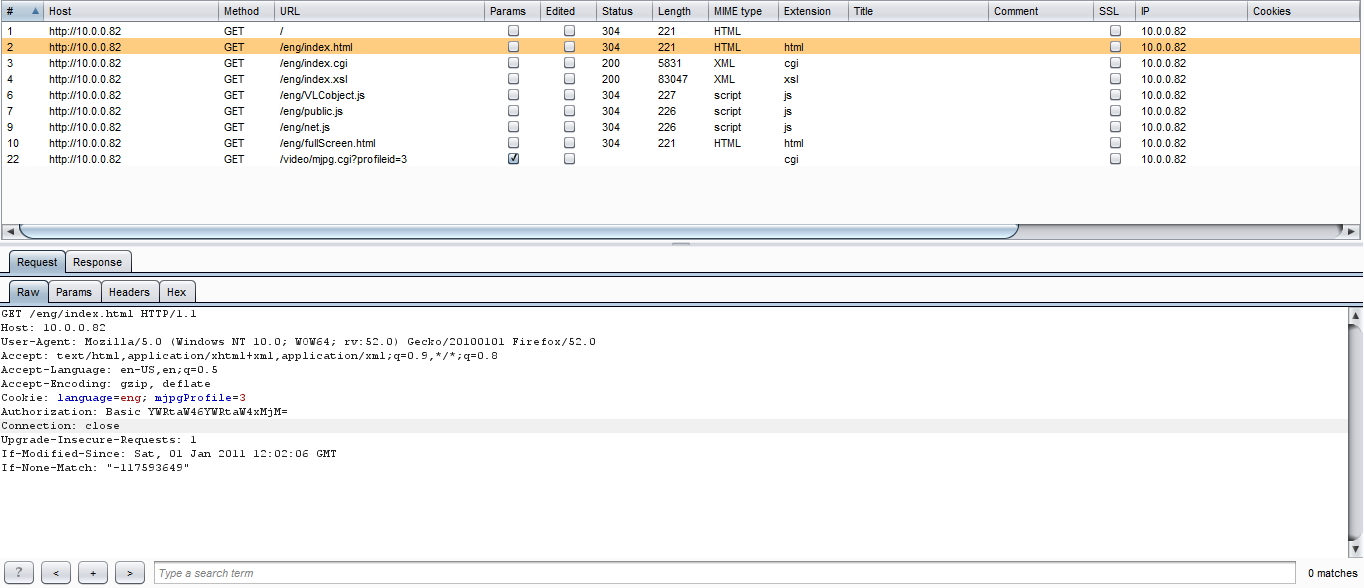 # Host Method URL Params Edited Status Length MIME type Extension Title Comment SSL IP Cookies
1 http://10.0.0.82 GET / 304 221 HTML 10.0.0.82
2 http://10.0.0.82 GET /eng/index.html 304 221 HTML html 10.0.0.82
3 http://10.0.0.82 GET /eng/index.cgi 200 5831 XML cgi 10.0.0.82
4 http://10.0.0.82 GET /eng/index.xsl 200 83047 XML xsl 10.0.0.82
6 http://10.0.0.82 GET /eng/VLCobject.js 304 227 script js 10.0.0.82
7 http://10.0.0.82 GET /eng/public.js 304 226 script js 10.0.0.82
9 http://10.0.0.82 GET /eng/net.js 304 226 script js 10.0.0.82
10 http://10.0.0.82 GET /eng/fullScreen.html 304 221 HTML html 10.0.0.82
22 http://10.0.0.82 GET /video/mjpg.cgi?profileid=3 cgi 10.0.0.82
Request Response
Raw Params Headers Hex
GET /eng/index.html HTTP/1.1
Host: 10.0.0.82
User-Agent: Mozilla/5.0 (Windows NT 10.0; WOW64; rv:52.0) Gecko/20100101 Firefox/52.0
Accept: text/html,application/xhtml+xml,application/xml;q=0.9,*/*;q=0.8
Accept-Language: en-US,en;q=0.5
Accept-Encoding: gzip, deflate
Cookie: language=eng; mjpgProfile=3
Authorization: Basic YWRtaW46YWRtaW4xMjM=
Connection: close
Upgrade-Insecure-Requests: 1
If-Modified-Since: Sat, 01 Jan 2011 12:02:06 GMT
If-None-Match: "-117593649"
? < + > Type a search term 0 matches